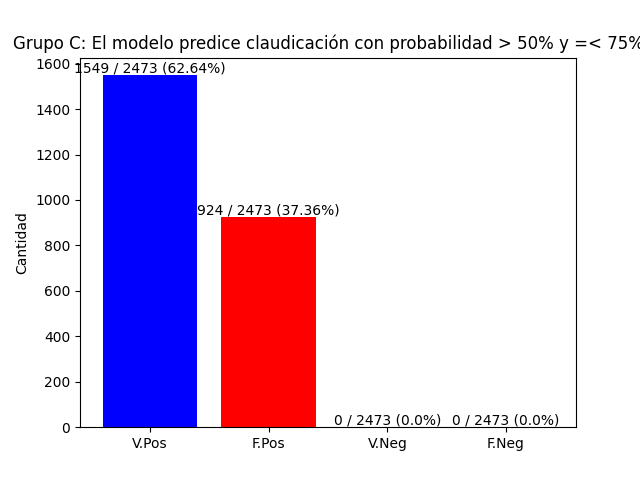 Grupo C: El modelo predice claudicación con probabilidad > 50% y =< 75%
1549 / 2473 (62.64%)
924 / 2473 (37.36%)
0 / 2473 (0.0%)
0 / 2473 (0.0%)
Cantidad
1600
1400
1200
1000
800
600
400
200
0
V.Pos
F.Pos
V.Neg
F.Neg